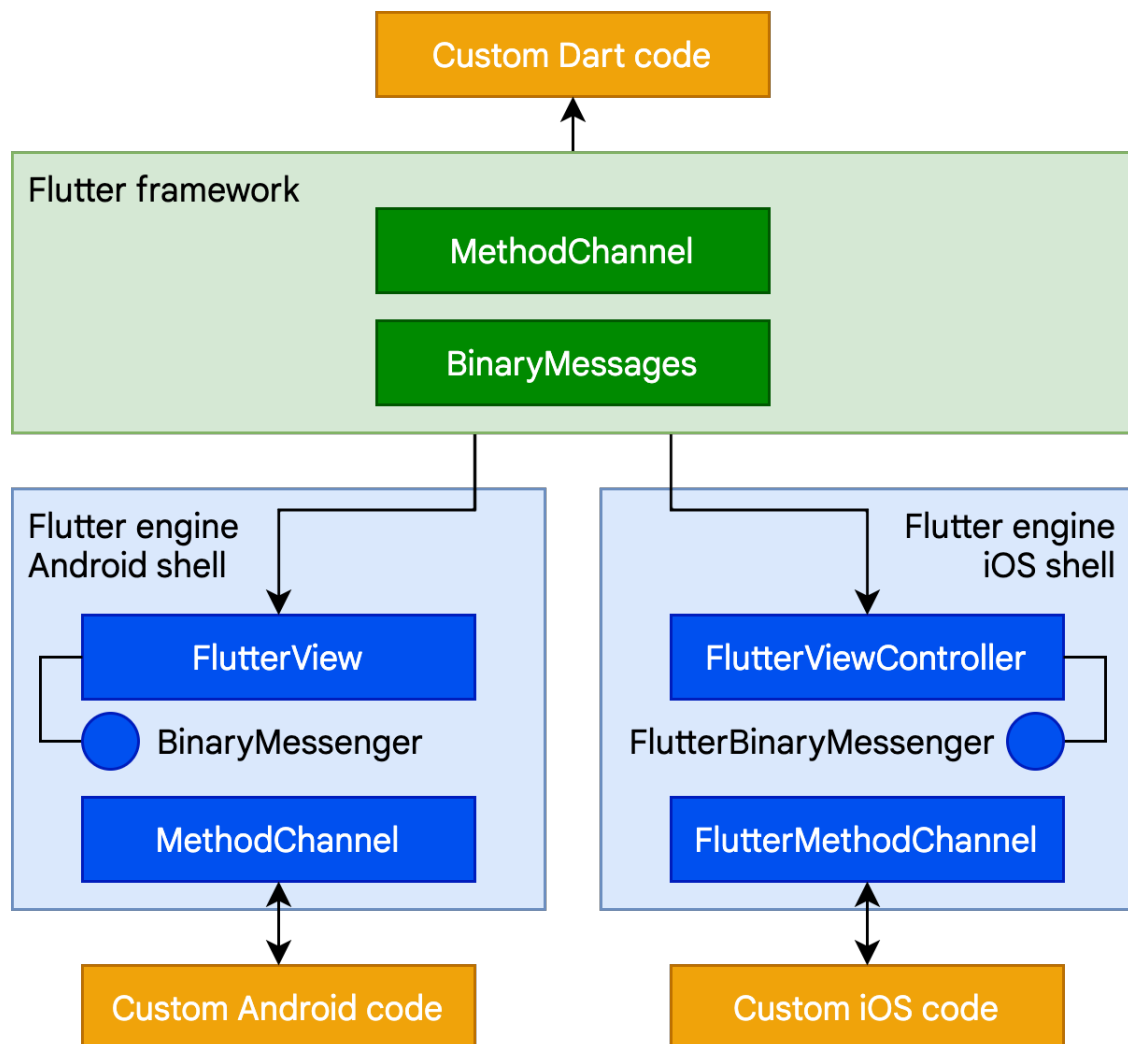 Custom Dart code
Flutter framework
MethodChannel
BinaryMessages
Flutter engine
Android shell
FlutterView
BinaryMessenger
MethodChannel
Custom Android code
Flutter engine
iOS shell
FlutterViewController
FlutterBinaryMessenger
FlutterMethodChannel
Custom iOS code